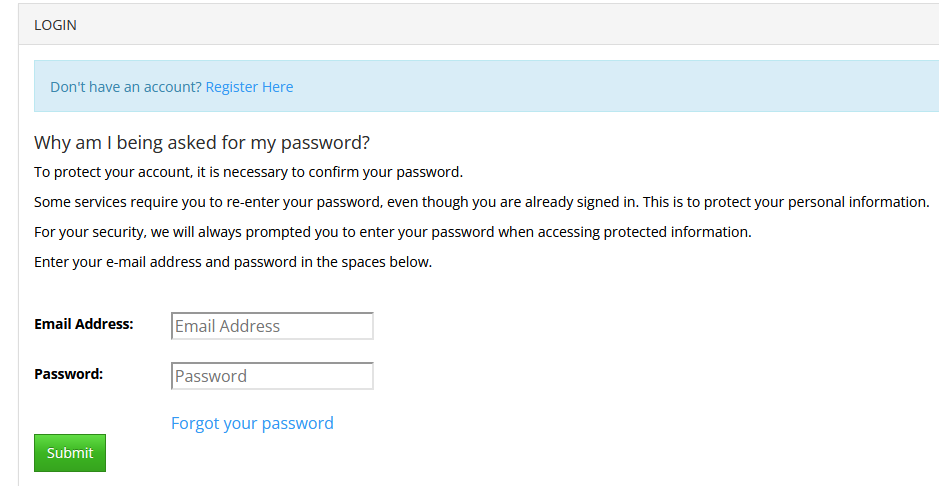 LOGIN
Don't have an account? Register Here
Why am I being asked for my password?
To protect your account, it is necessary to confirm your password.
Some services require you to re-enter your password, even though you are already signed in. This is to protect your personal information.
For your security, we will always prompted you to enter your password when accessing protected information.
Enter your e-mail address and password in the spaces below.
Email Address: Email Address
Password: Password
Forgot your password
Submit